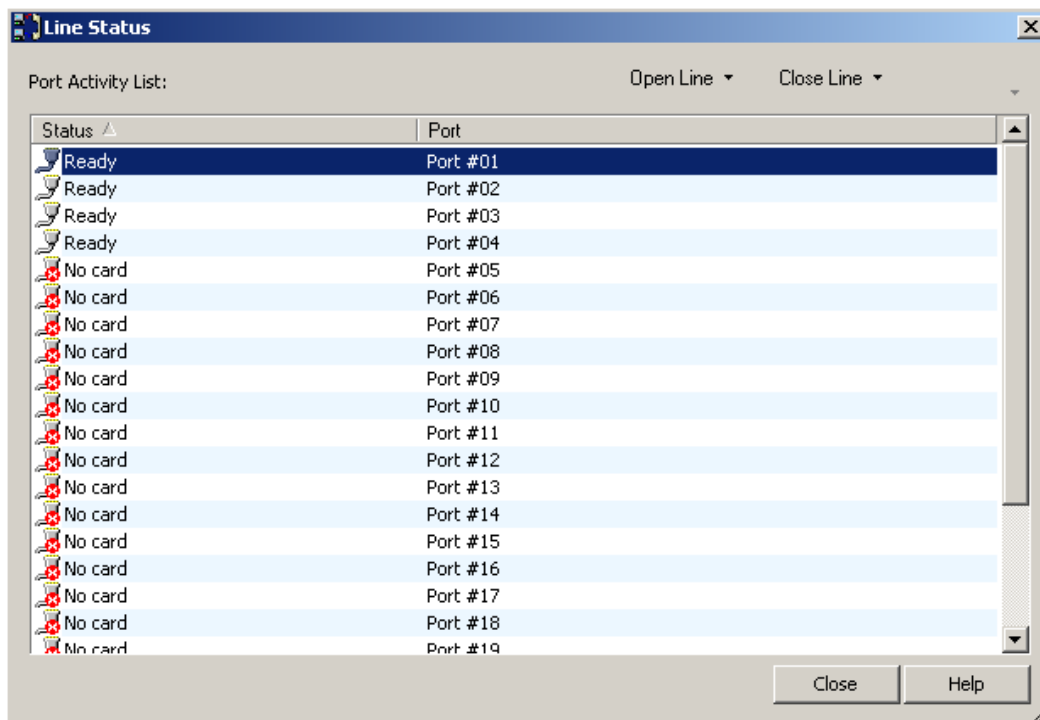 Line Status
Port Activity List: Open Line Close Line
Status Port
Ready Port #01
Ready Port #02
Ready Port #03
Ready Port #04
No card Port #05
No card Port #06
No card Port #07
No card Port #08
No card Port #09
No card Port #10
No card Port #11
No card Port #12
No card Port #13
No card Port #14
No card Port #15
No card Port #16
No card Port #17
No card Port #18
No card Port #19
Close Help